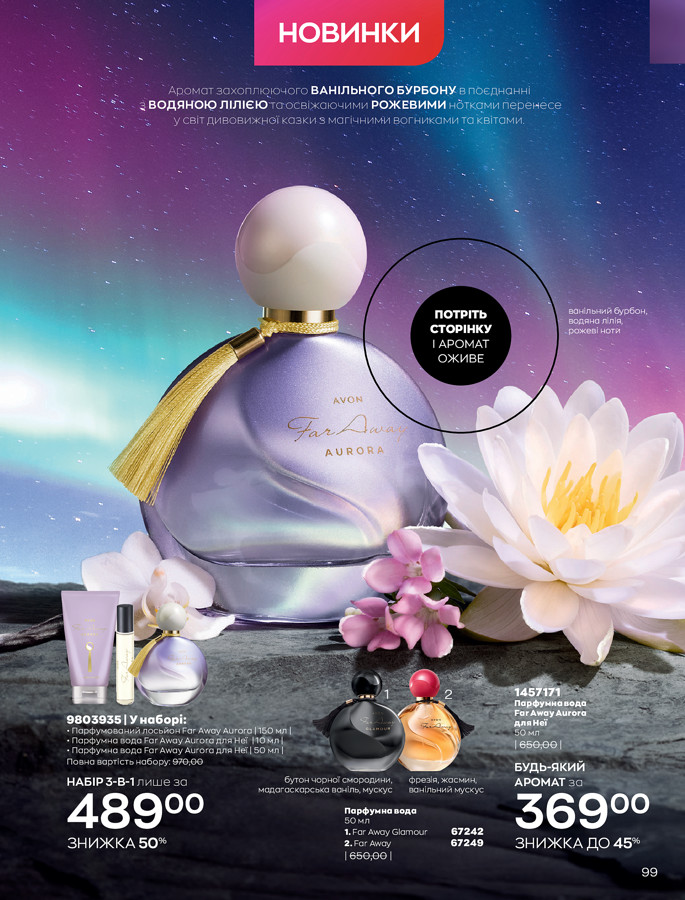 НОВИНКИ
Аромат захоплюючого ВАНІЛЬНОГО БУРБОНУ в поєднанні
з ВОДЯНОЮ ЛІЛІЄЮ та освіжаючими РОЖЕВИМИ нотками перенесе
у світ дивовижної казки з магічними вогниками та квітами.
ПОТРІТЬ
СТОРІНКУ
І АРОМАТ
ОЖИВЕ
ванільний бурбон,
водяна лілія,
рожеві ноти
AVON
Far Away
AURORA
9803935 | У наборі:
• Парфумований лосьйон Far Away Aurora | 150 мл |
• Парфумна вода Far Away Aurora для Неї | 10 мл |
• Парфумна вода Far Away Aurora для Неї | 50 мл |
Повна вартість набору: 970,00
НАБІР 3-В-1 лише за
489⁰⁰
ЗНИЖКА 50%
1
2
GLAMOUR
бутон чорної смородини,
мадагаскарська ваніль, мускус
фрезія, жасмин,
ванільний мускус
Парфумна вода
50 мл
1. Far Away Glamour 67242
2. Far Away 67249
| 650,00 |
1457171
Парфумна вода
Far Away Aurora
для Неї
50 мл
| 650,00 |
БУДЬ-ЯКИЙ
АРОМАТ за
369⁰⁰
ЗНИЖКА ДО 45%
99